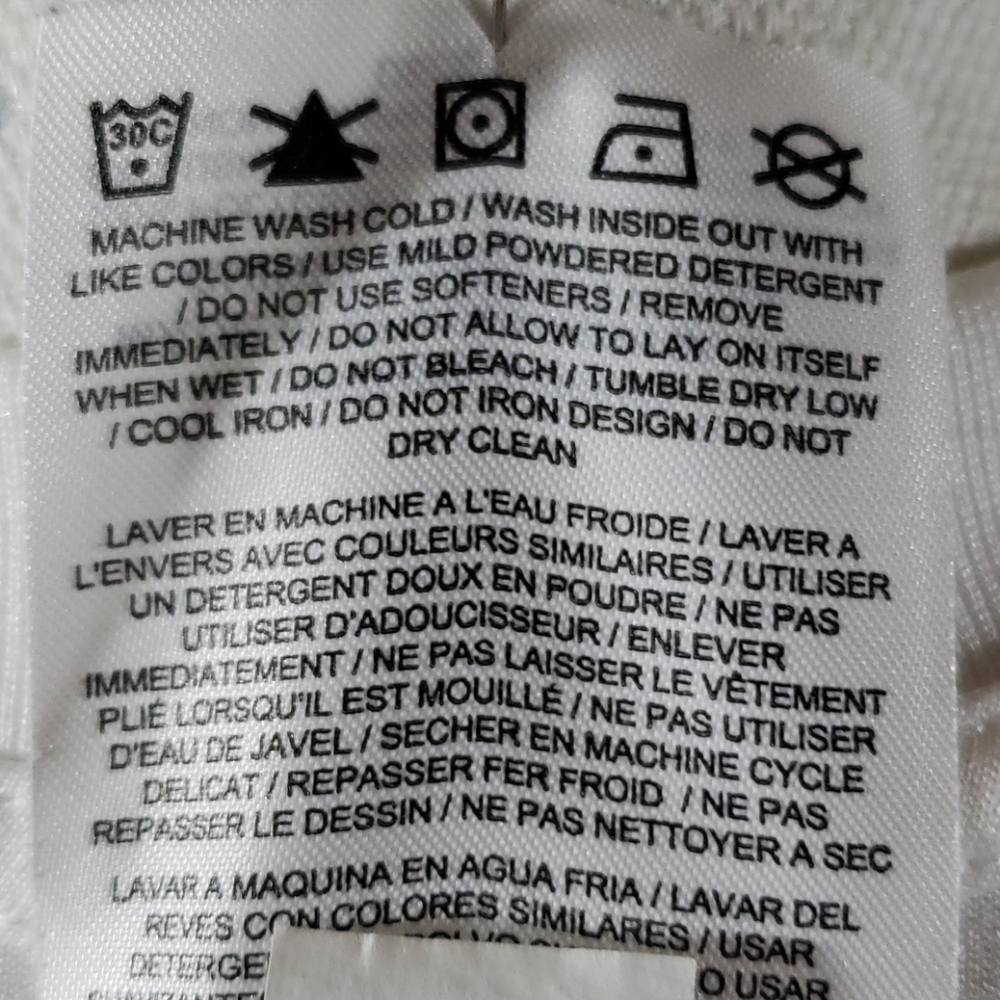 30C
MACHINE WASH COLD / WASH INSIDE OUT WITH
LIKE COLORS / USE MILD POWDERED DETERGENT
/ DO NOT USE SOFTENERS / REMOVE
IMMEDIATELY / DO NOT ALLOW TO LAY ON ITSELF
WHEN WET / DO NOT BLEACH / TUMBLE DRY LOW
/ COOL IRON / DO NOT IRON DESIGN / DO NOT
DRY CLEAN
LAVER EN MACHINE A L'EAU FROIDE / LAVER A
L'ENVERS AVEC COULEURS SIMILAIRES / UTILISER
UN DETERGENT DOUX EN POUDRE / NE PAS
UTILISER D'ADOUCISSEUR / ENLEVER
IMMEDIATEMENT / NE PAS LAISSER LE VÊTEMENT
PLIÉ LORSQU'IL EST MOUILLÉ / NE PAS UTILISER
D'EAU DE JAVEL / SECHER EN MACHINE CYCLE
DELICAT / REPASSER FER FROID / NE PAS
REPASSER LE DESSIN / NE PAS NETTOYER A SEC
LAVAR A MAQUINA EN AGUA FRIA / LAVAR DEL
REVES CON COLORES SIMILARES / USAR
DETERGE O USAR